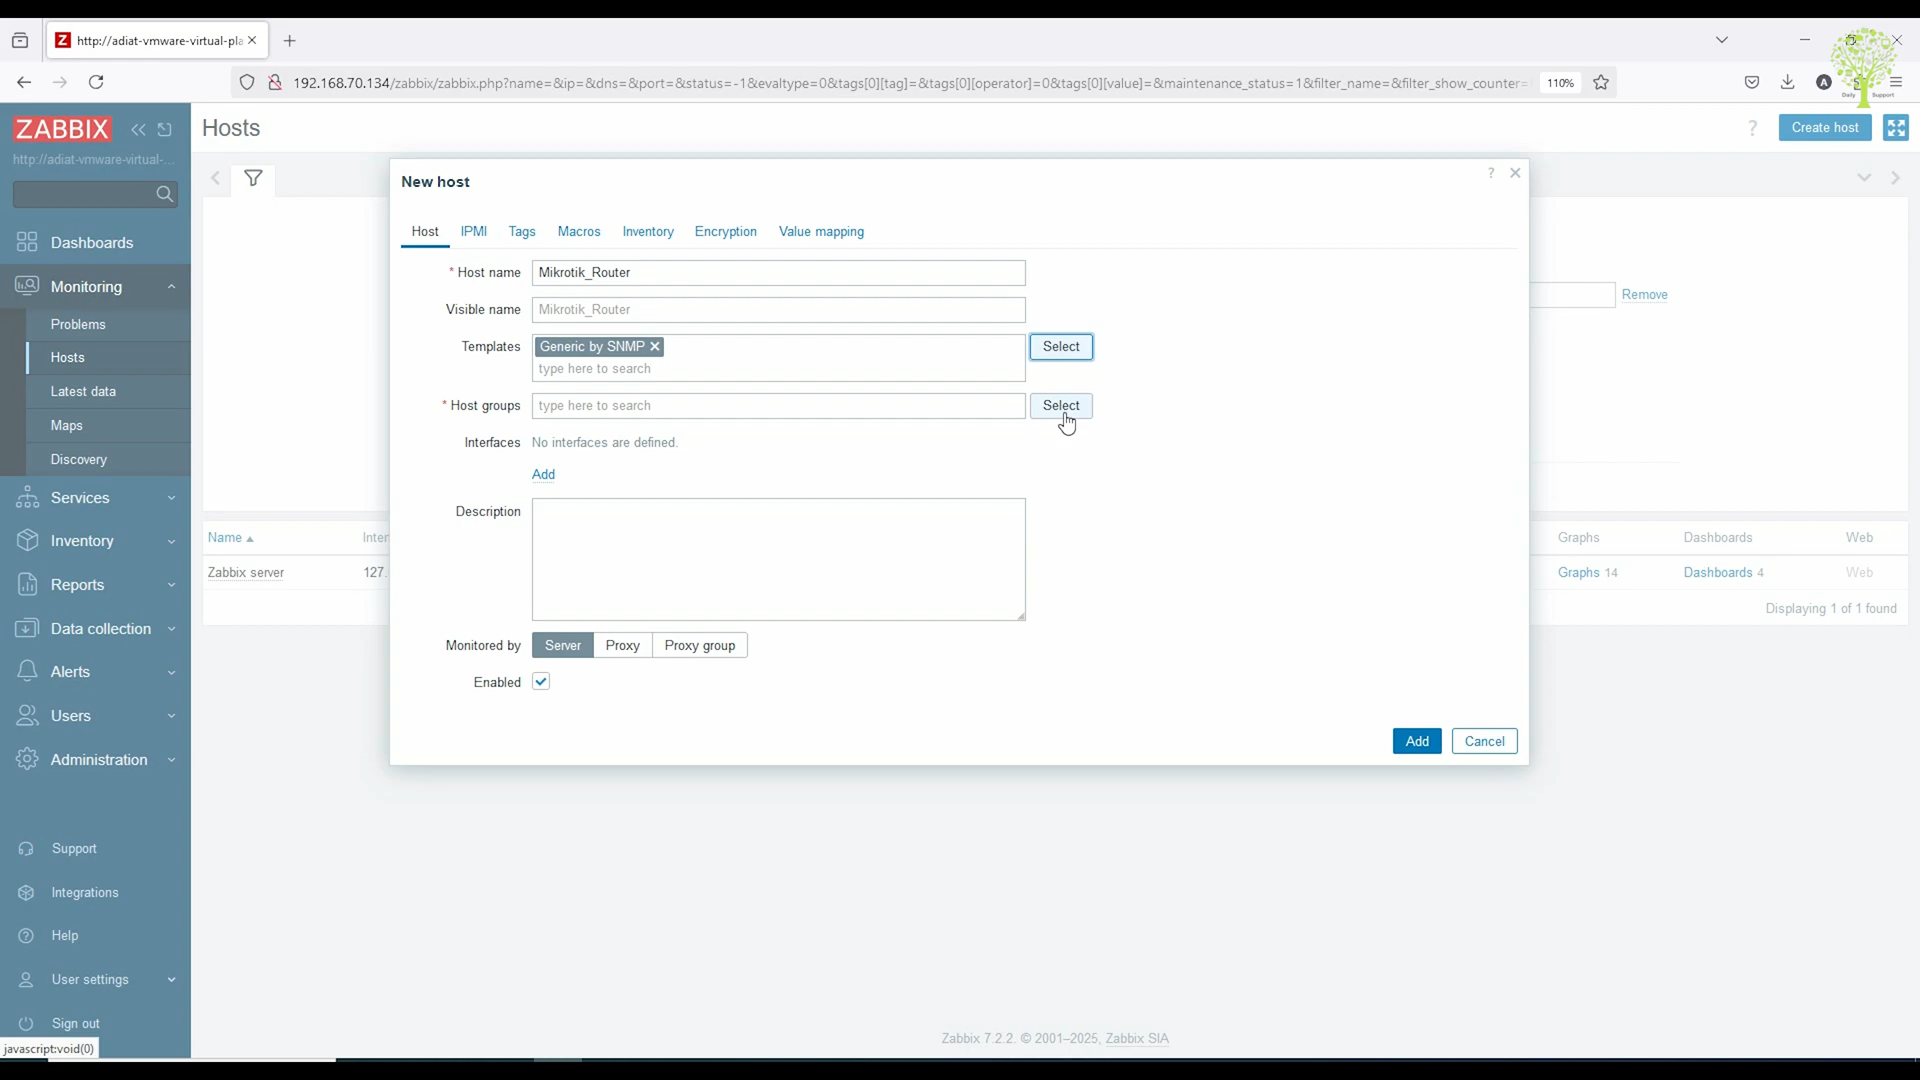 http://adiat-vmware-virtual-pla
192.168.70.134/zabbix/zabbix.php?name=&ip=&dns=&port=&status=-1&evaltype=0&tags[0][tag]=&tags[0][operator]=0&tags[0][value]=&maintenance_status=1&filter_name=&filter_show_counter=
110%
A
Daily Support
ZABBIX
http://adiat-vmware-virtual-...
Hosts
?
Create host
Dashboards
Monitoring
Problems
Hosts
Latest data
Maps
Discovery
Services
Inventory
Reports
Data collection
Alerts
Users
Administration
Support
Integrations
Help
User settings
Sign out
javascript:void(0)
New host
?
Host IPMI Tags Macros Inventory Encryption Value mapping
* Host name Mikrotik_Router
Visible name Mikrotik_Router
Templates Generic by SNMP Select
type here to search
* Host groups type here to search Select
Interfaces No interfaces are defined.
Add
Description
Monitored by Server Proxy Proxy group
Enabled
Add Cancel
Remove
Name Inter Graphs Dashboards Web
Zabbix server 127. Graphs 14 Dashboards 4 Web
Displaying 1 of 1 found
Zabbix 7.2.2. © 2001–2025, Zabbix SIA